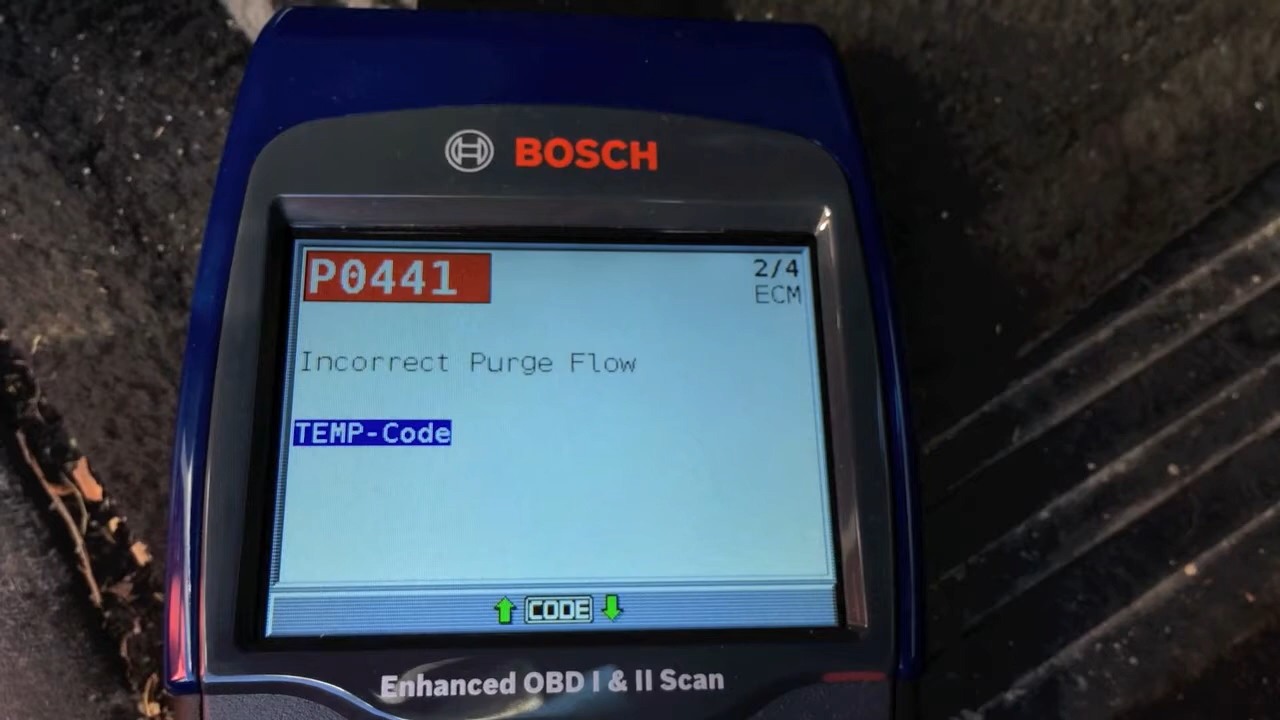 BOSCH
P0441
2/4
ECM
Incorrect Purge Flow
TEMP-Code
CODE
Enhanced OBD I & II Scan